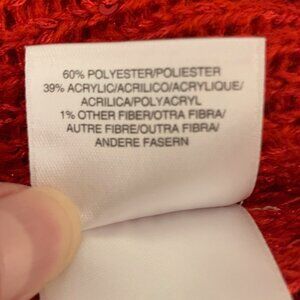 60% POLYESTER/POLIESTER
39% ACRYLIC/ACRILICO/ACRYLIQUE/
ACRILICA/POLYACRYL
1% OTHER FIBER/OTRA FIBRA/
AUTRE FIBRE/OUTRA FIBRA/
ANDERE FASERN